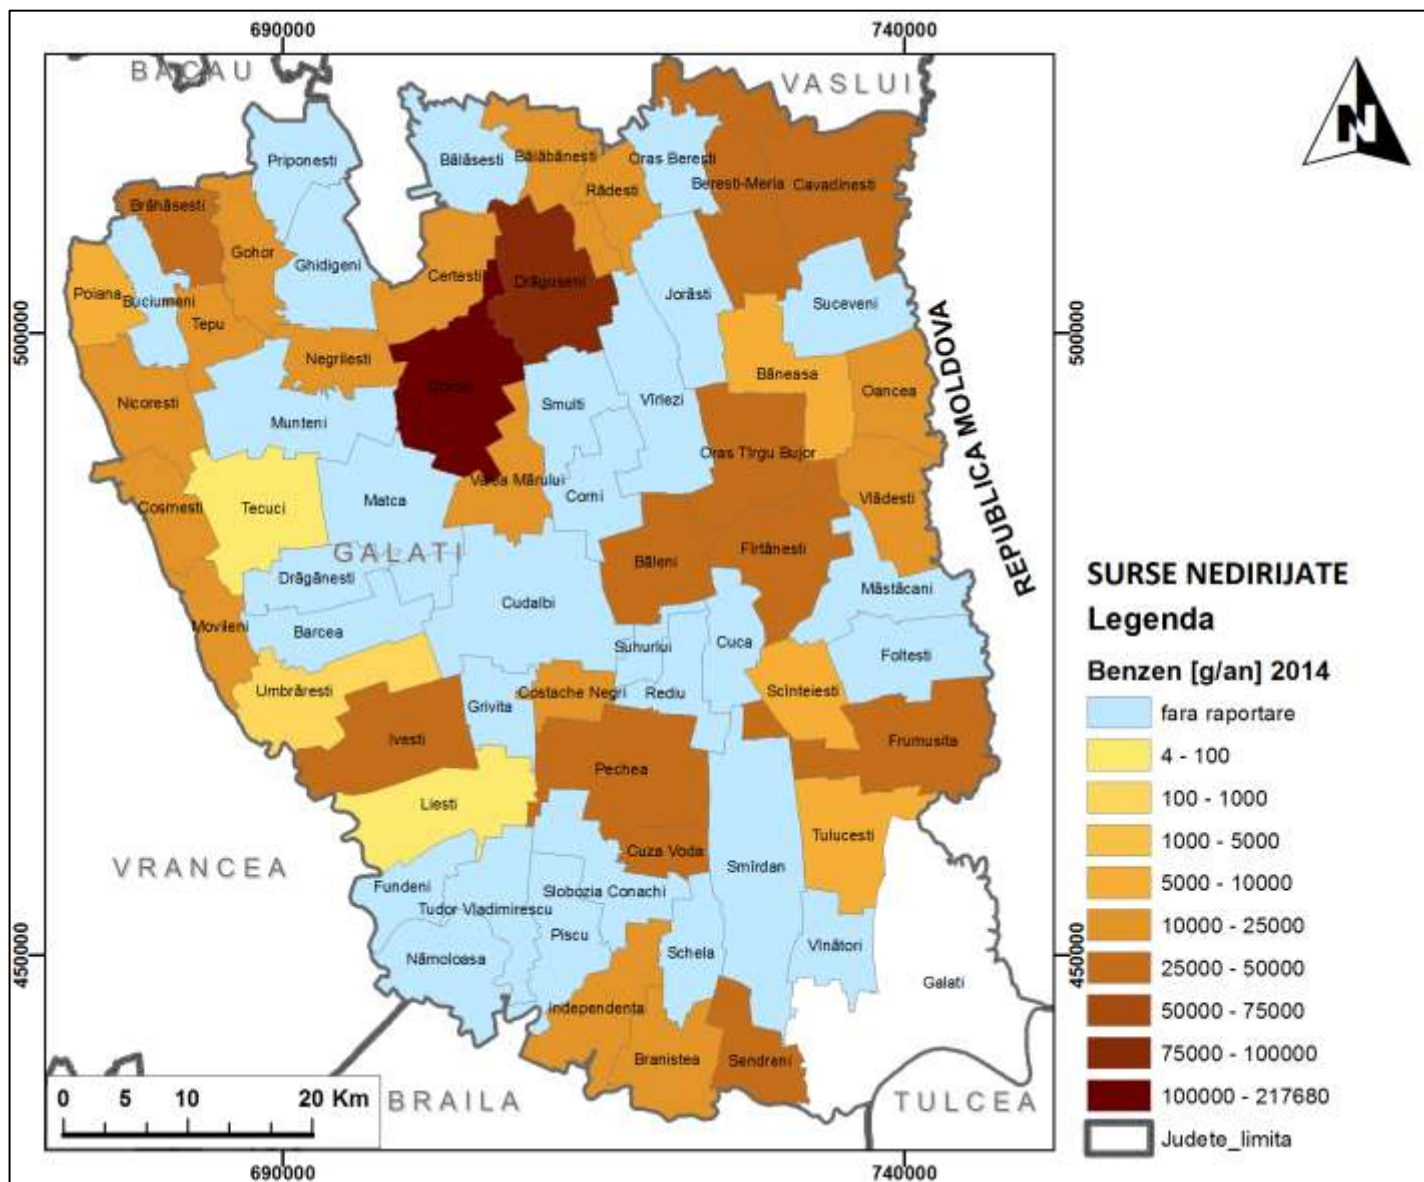 690000
740000
BACAU
VASLUI
N
Priponesti
Bălăsesti
Bălăbănesti
Oras Beresti
Rădesti
Beresti-Meria
Cavadinesti
Brăhăsesti
Gohor
Ghidigeni
Certesti
Drăguseni
Poiana
Buciumeni
Jorăsti
Suceveni
Tepu
500000
500000
Negrilesti
Băneasa
Nicoresti
Smulti
Vîrlezi
Oancea
Munteni
REPUBLICA MOLDOVA
Oras Tîrgu Bujor
Valea Mărului
Corni
Vlădesti
Cosmesti
Tecuci
Matca
GALATI
Băleni
Fîrtănesti
Drăgănesti
Cudalbi
Măstăcani
Movileni
Barcea
Suhurlui
Cuca
Foltesti
Umbrăresti
Costache Negri
Rediu
Scînteiesti
Grivita
Ivesti
Frumusita
Pechea
Liesti
Tulucesti
Cuza Voda
VRANCEA
Smîrdan
Fundeni
Slobozia Conachi
Tudor Vladimirescu
Piscu
Schela
Vînători
Nămoloasa
450000
450000
Galati
Independenta
Branistea
Sendreni
BRAILA
TULCEA
0 5 10 20 Km
690000
740000
SURSE NEDIRIJATE
Legenda
Benzen [g/an] 2014
fara raportare
4 - 100
100 - 1000
1000 - 5000
5000 - 10000
10000 - 25000
25000 - 50000
50000 - 75000
75000 - 100000
100000 - 217680
Judete_limita